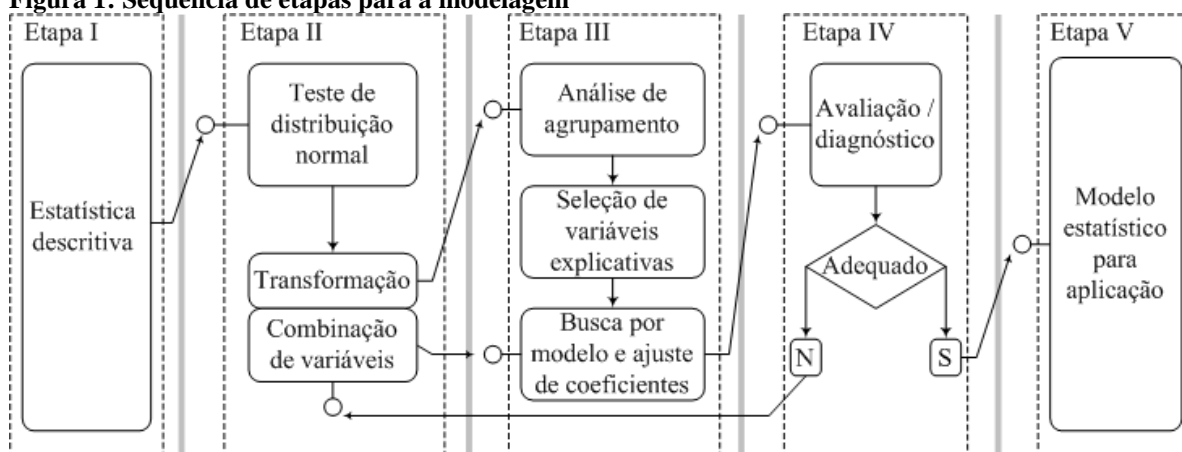 Figura 1: Sequência de etapas para a modelagem
Etapa I
Estatística
descritiva
Etapa II
Teste de
distribuição
normal
Transformação
Combinação
de variáveis
Etapa III
Análise de
agrupamento
Seleção de
variáveis
explicativas
Busca por
modelo e ajuste
de coeficientes
Etapa IV
Avaliação /
diagnóstico
Adequado
N
S
Etapa V
Modelo
estatístico
para
aplicação